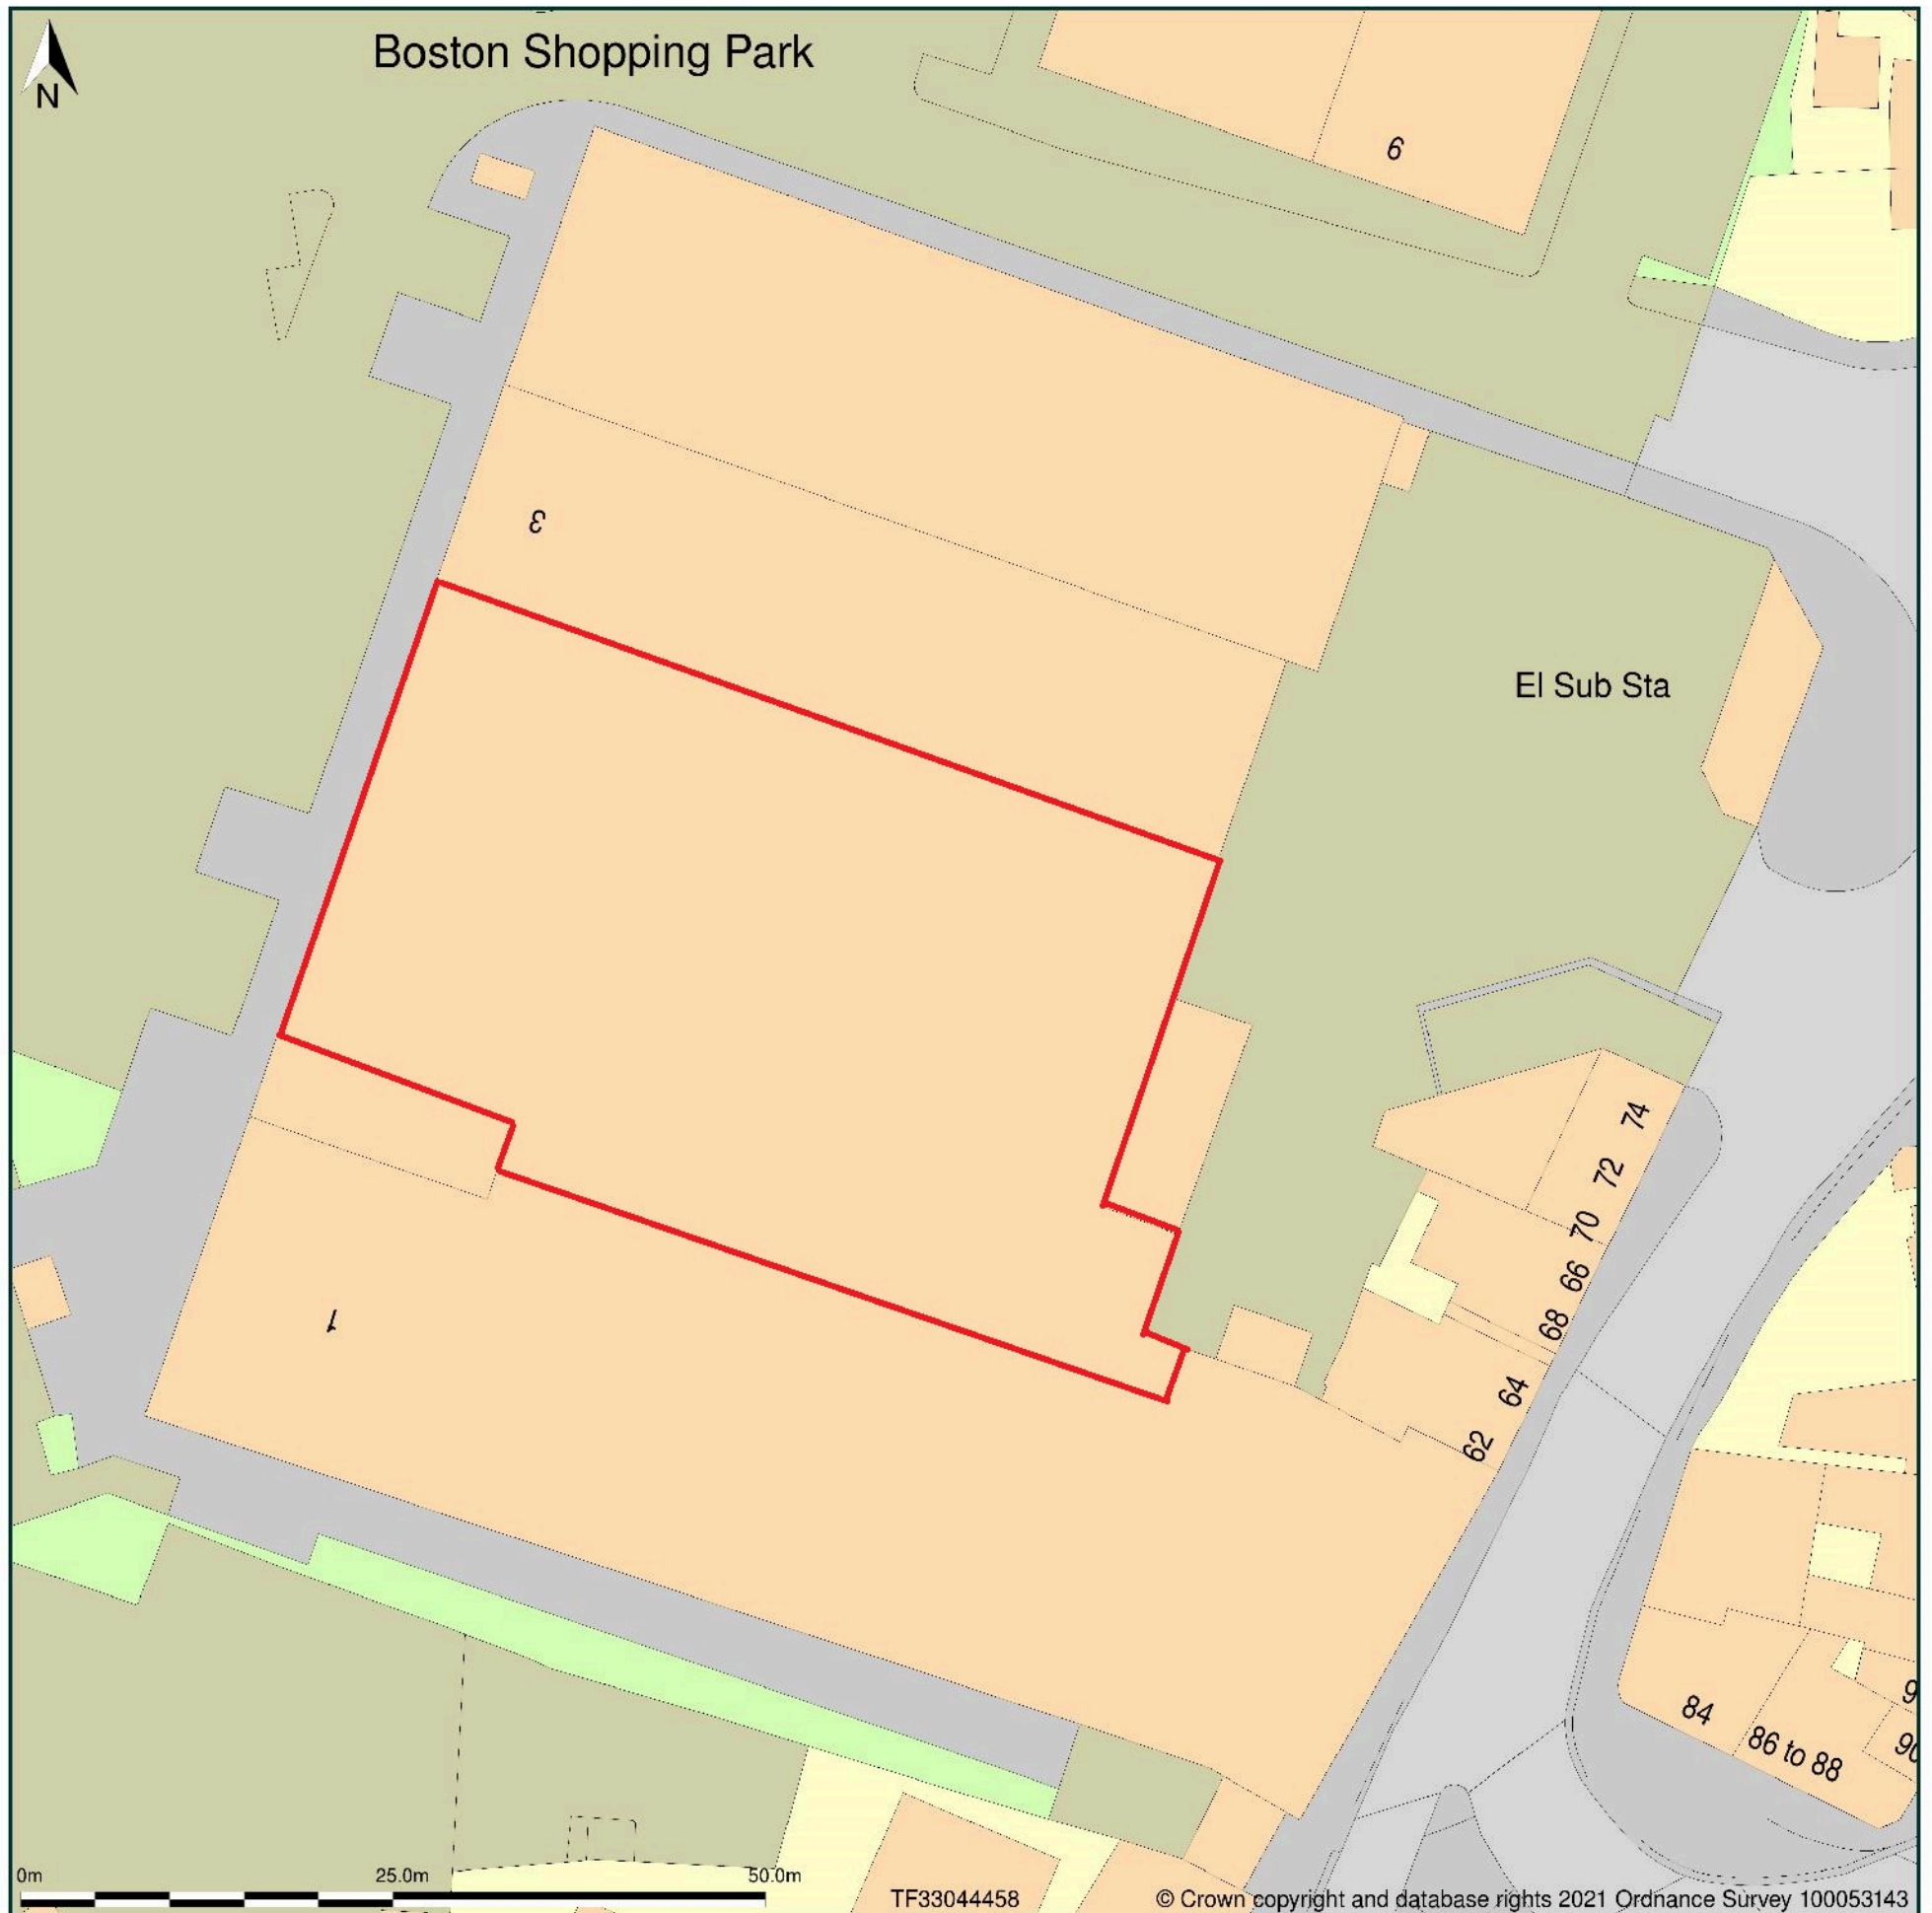 Boston Shopping Park
N
9
3
El Sub Sta
74
72
70
66
68
64
62
1
84
86 to 88
0m
25.0m
50.0m
TF33044458
© Crown copyright and database rights 2021 Ordnance Survey 100053143